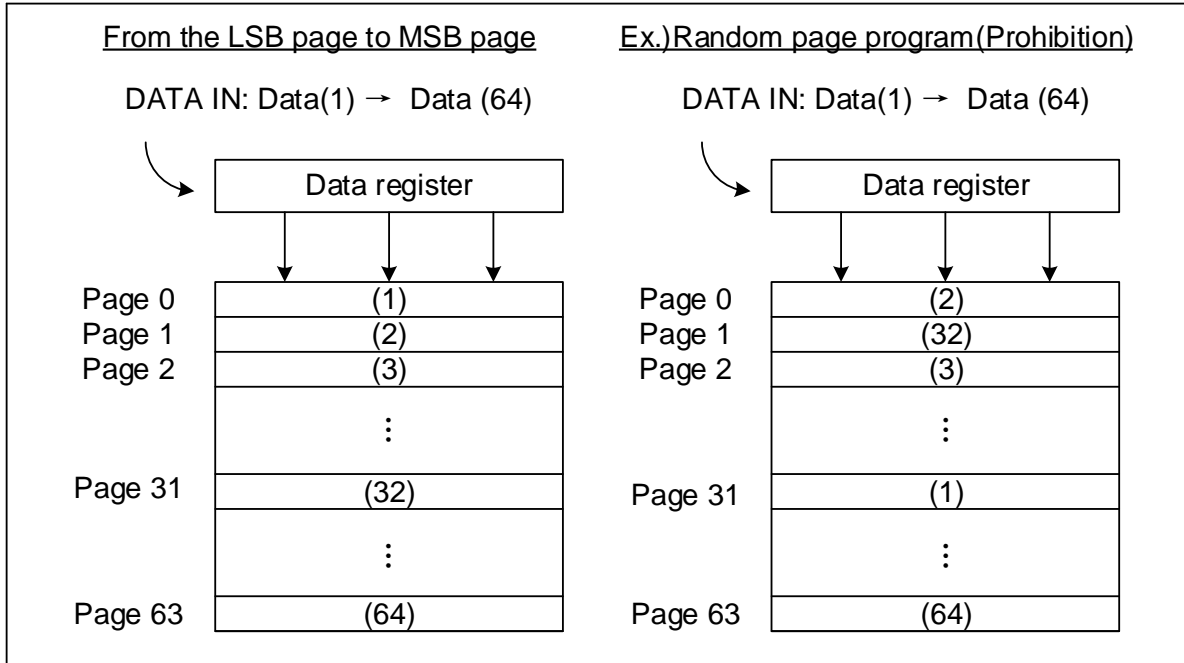 From the LSB page to MSB page
DATA IN: Data(1) → Data (64)
Data register
Page 0 (1)
Page 1 (2)
Page 2 (3)
⋮
Page 31 (32)
⋮
Page 63 (64)
Ex.)Random page program(Prohibition)
DATA IN: Data(1) → Data (64)
Data register
Page 0 (2)
Page 1 (32)
Page 2 (3)
⋮
Page 31 (1)
⋮
Page 63 (64)